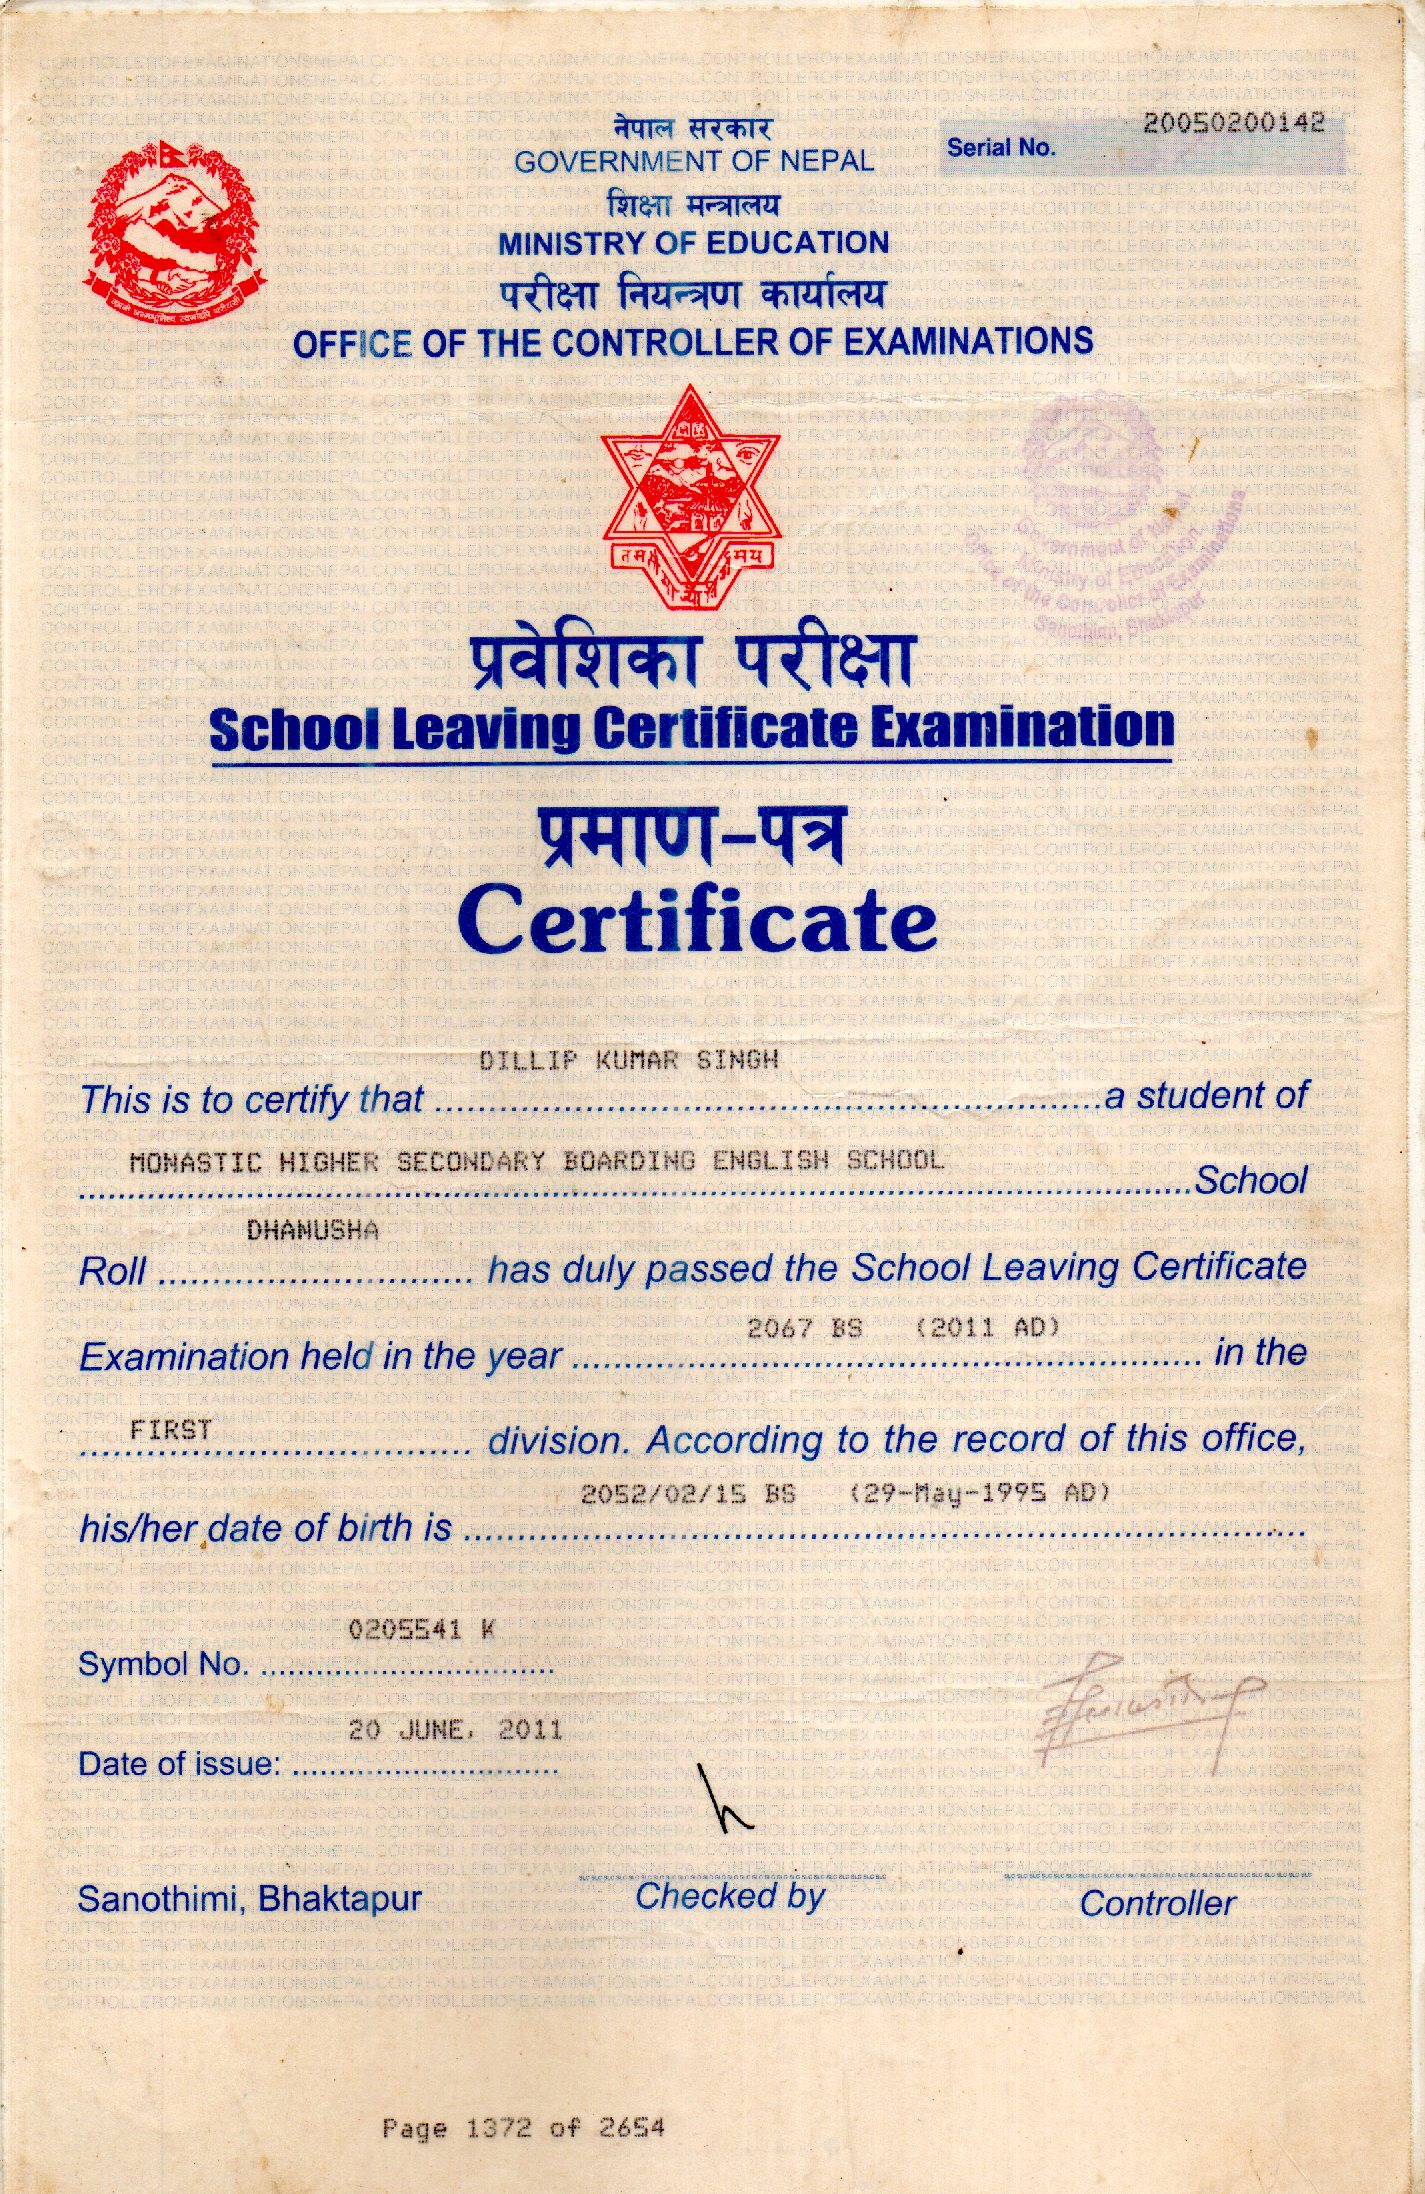 नेपाल सरकार
GOVERNMENT OF NEPAL
Serial No. 20050200142
शिक्षा मन्त्रालय
MINISTRY OF EDUCATION
परीक्षा नियन्त्रण कार्यालय
OFFICE OF THE CONTROLLER OF EXAMINATIONS
Government of Nepal
Ministry of Education
Office of the Controller of Examinations
Sanothimi, Bhaktapur
प्रवेशिका परीक्षा
School Leaving Certificate Examination
प्रमाण-पत्र
Certificate
DILLIP KUMAR SINGH
This is to certify that ........ a student of
MONASTIC HIGHER SECONDARY BOARDING ENGLISH SCHOOL
........ School
DHANUSHA
Roll ........ has duly passed the School Leaving Certificate
2067 BS (2011 AD)
Examination held in the year ........ in the
FIRST
........ division. According to the record of this office,
2052/02/15 BS (29-May-1995 AD)
his/her date of birth is ........
0205541 K
Symbol No. ........
20 JUNE, 2011
Date of issue: ........
Sanothimi, Bhaktapur
Checked by
Controller
Page 1372 of 2654